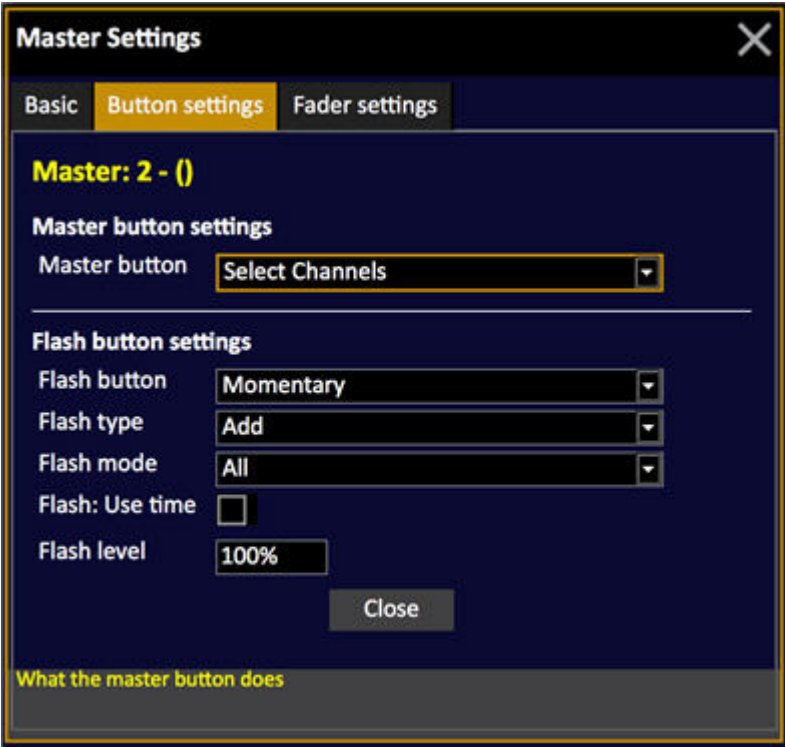 Master Settings
Basic Button settings Fader settings
Master: 2 - ()
Master button settings
Master button Select Channels
Flash button settings
Flash button Momentary
Flash type Add
Flash mode All
Flash: Use time
Flash level 100%
Close
What the master button does